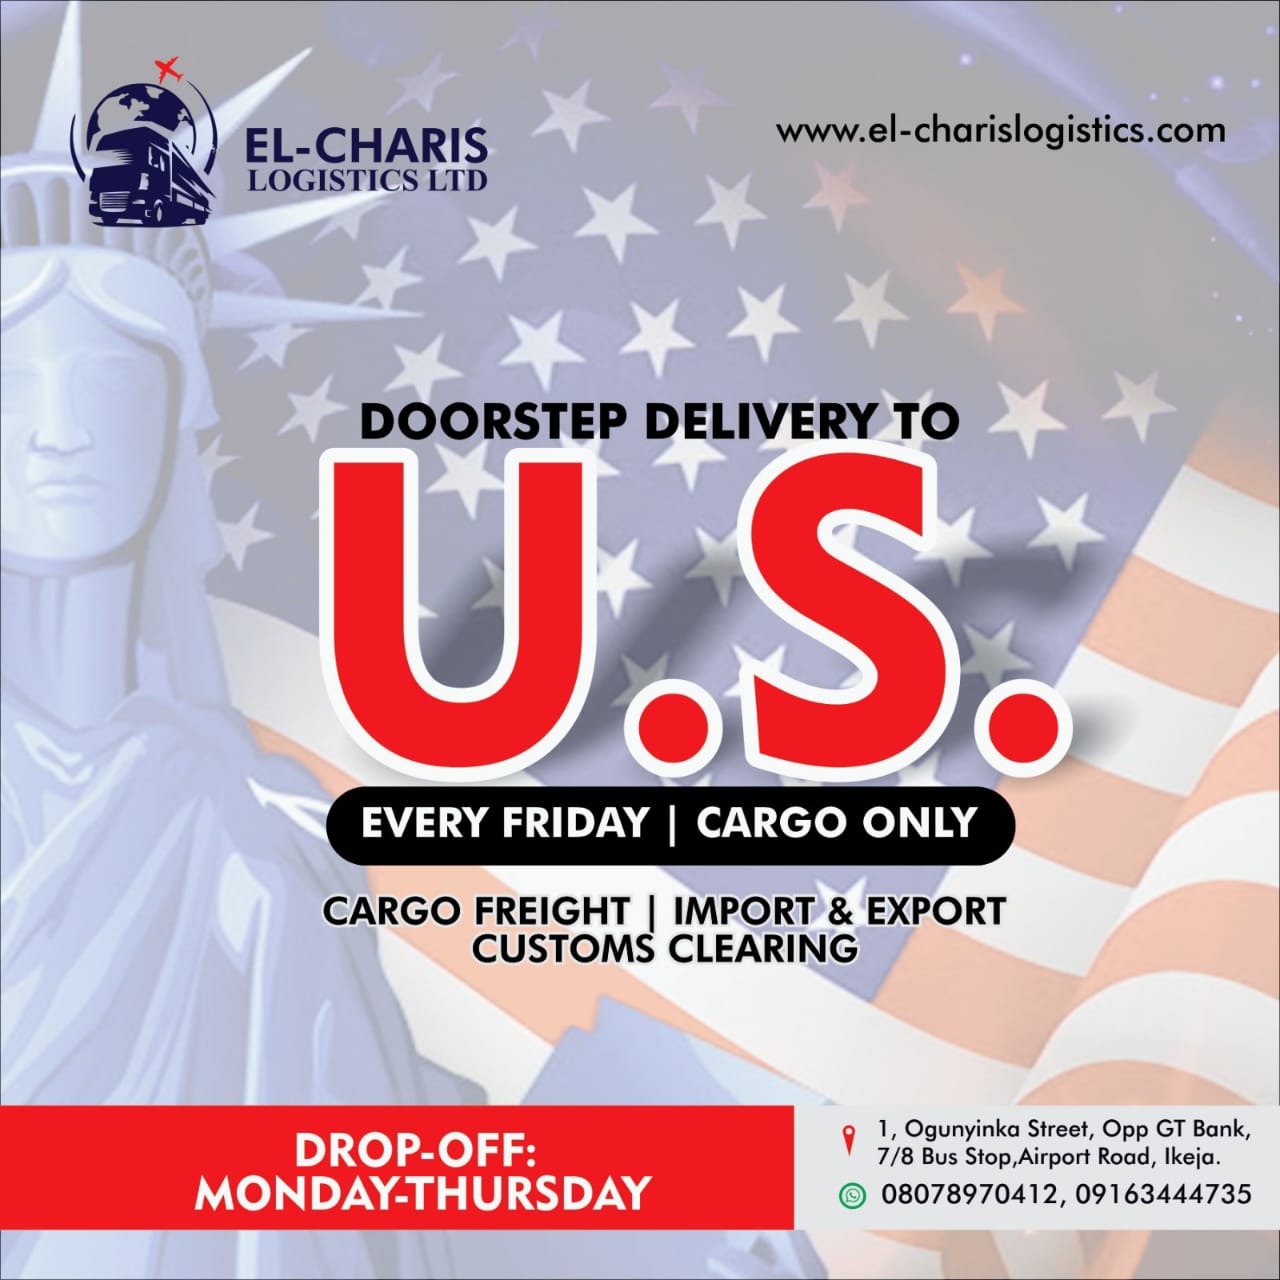 EL-CHARIS
LOGISTICS LTD
www.el-charislogistics.com
DOORSTEP DELIVERY TO
U.S.
EVERY FRIDAY | CARGO ONLY
CARGO FREIGHT | IMPORT & EXPORT
CUSTOMS CLEARING
DROP-OFF:
MONDAY-THURSDAY
1, Ogunyinka Street, Opp GT Bank,
7/8 Bus Stop,Airport Road, Ikeja.
08078970412, 09163444735